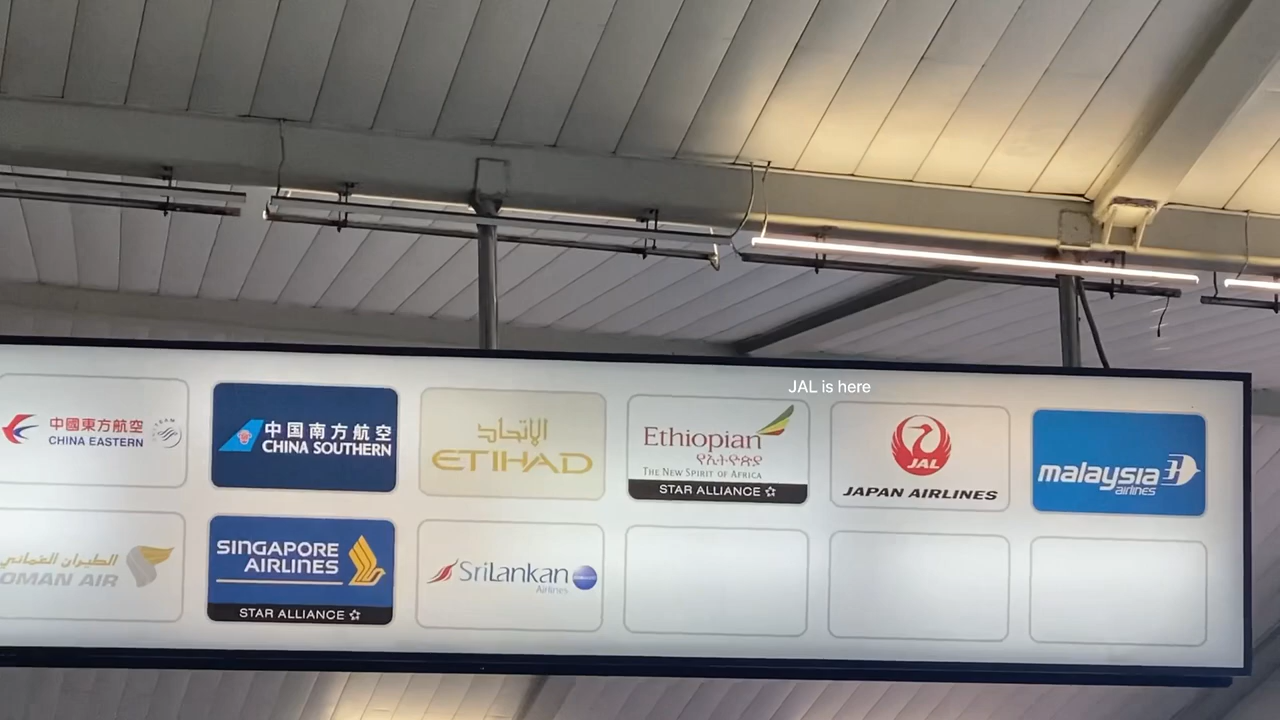 JAL is here
中國東方航空
CHINA EASTERN
中国南方航空
CHINA SOUTHERN
الإتحاد
ETIHAD
Ethiopian
የኢትዮጵያ
THE NEW SPIRIT OF AFRICA
STAR ALLIANCE
JAL
JAPAN AIRLINES
malaysia
airlines
الطيران العماني
OMAN AIR
SINGAPORE
AIRLINES
STAR ALLIANCE
SriLankan
Airlines